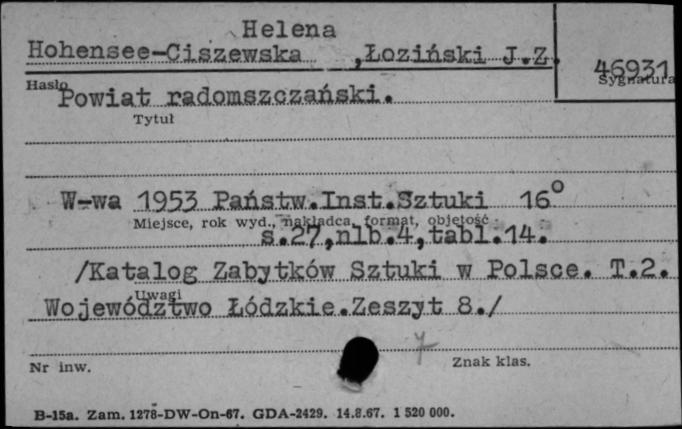 Helena
Hohensee-Ciszewska ,Łoziński J.Z.
46931
Hasło
Sygnatura
Powiat radomszczański.
Tytuł
W-wa 1953 Państw.Inst.Sztuki 16°
Miejsce, rok wyd., nakładca, format, objętość
s.27,nlb.4,tabl.14.
/Katalog Zabytków Sztuki w Polsce. T.2.
Uwagi
Województwo Łódzkie.Zeszyt 8./
Nr inw.
Znak klas.
B-15a. Zam. 1278-DW-On-67. GDA-2429. 14.8.67. 1 520 000.